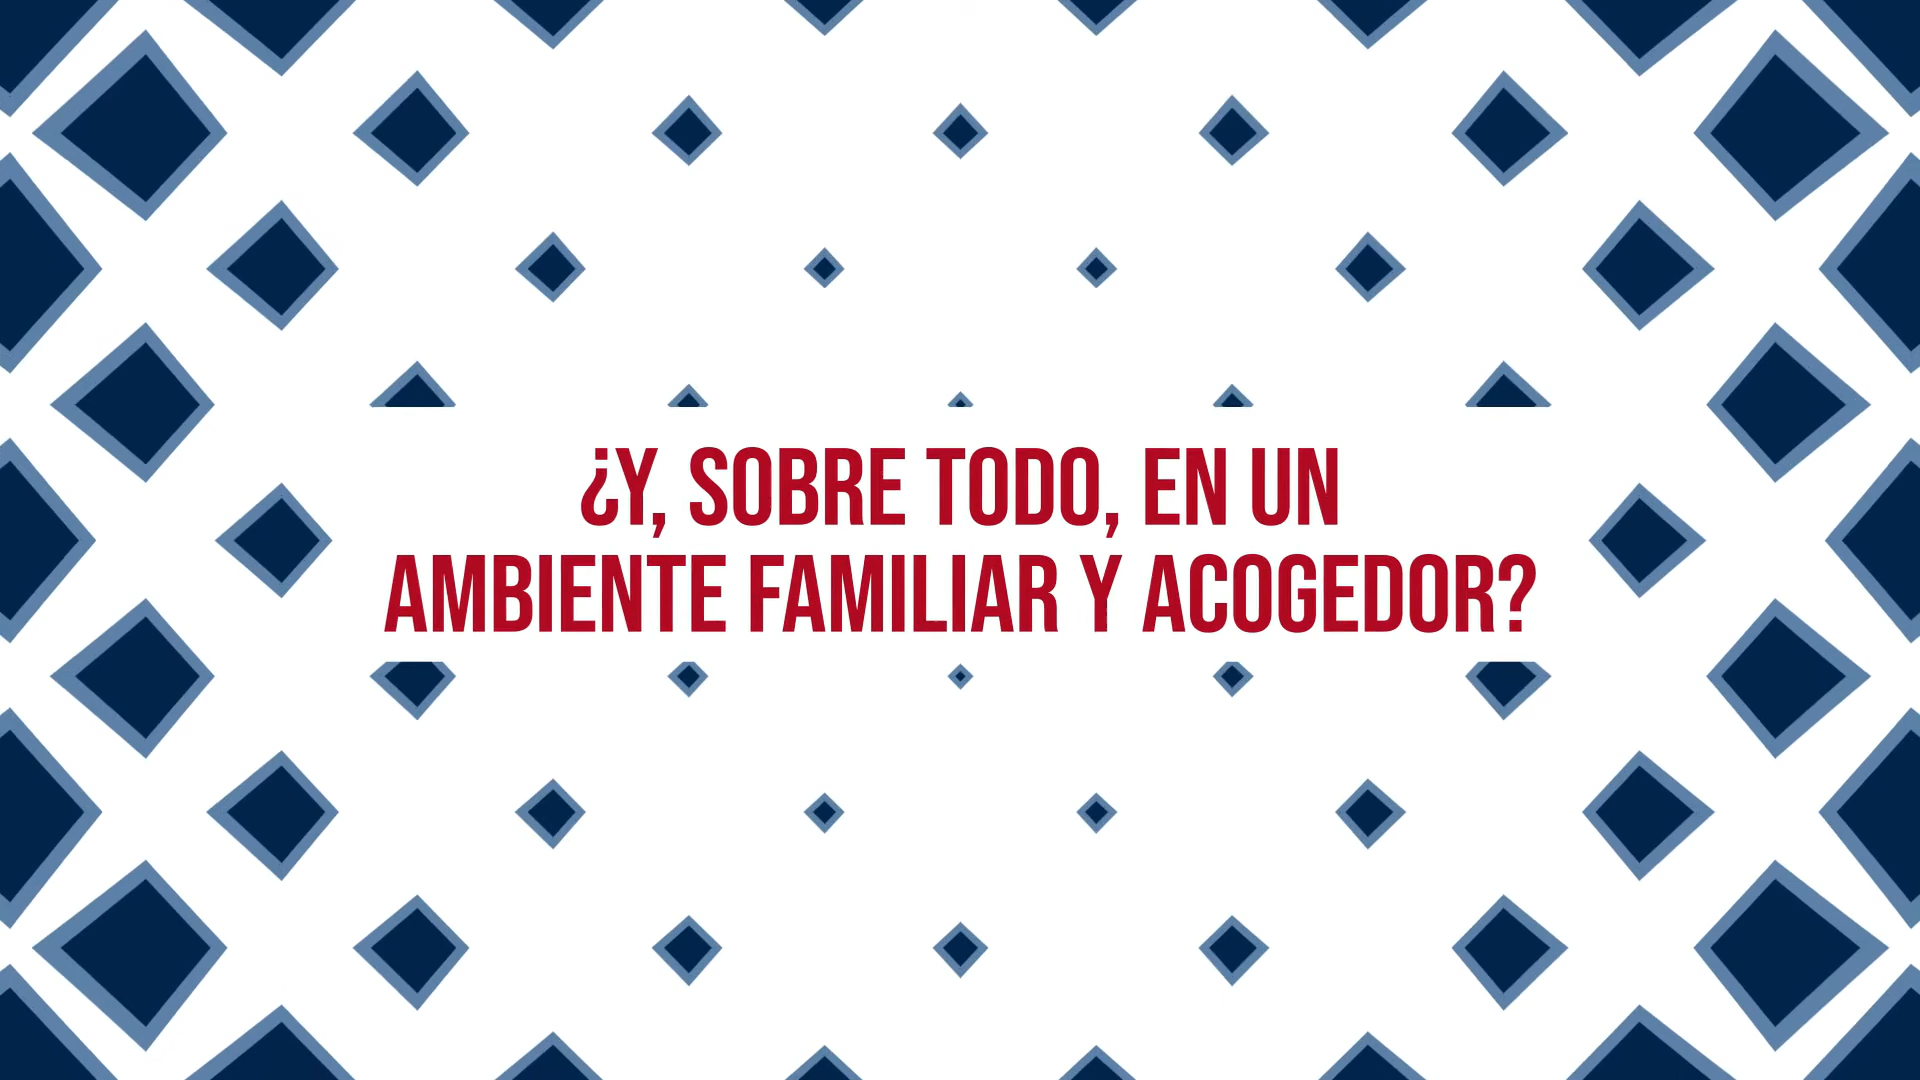 ¿Y, SOBRE TODO, EN UN
AMBIENTE FAMILIAR Y ACOGEDOR?